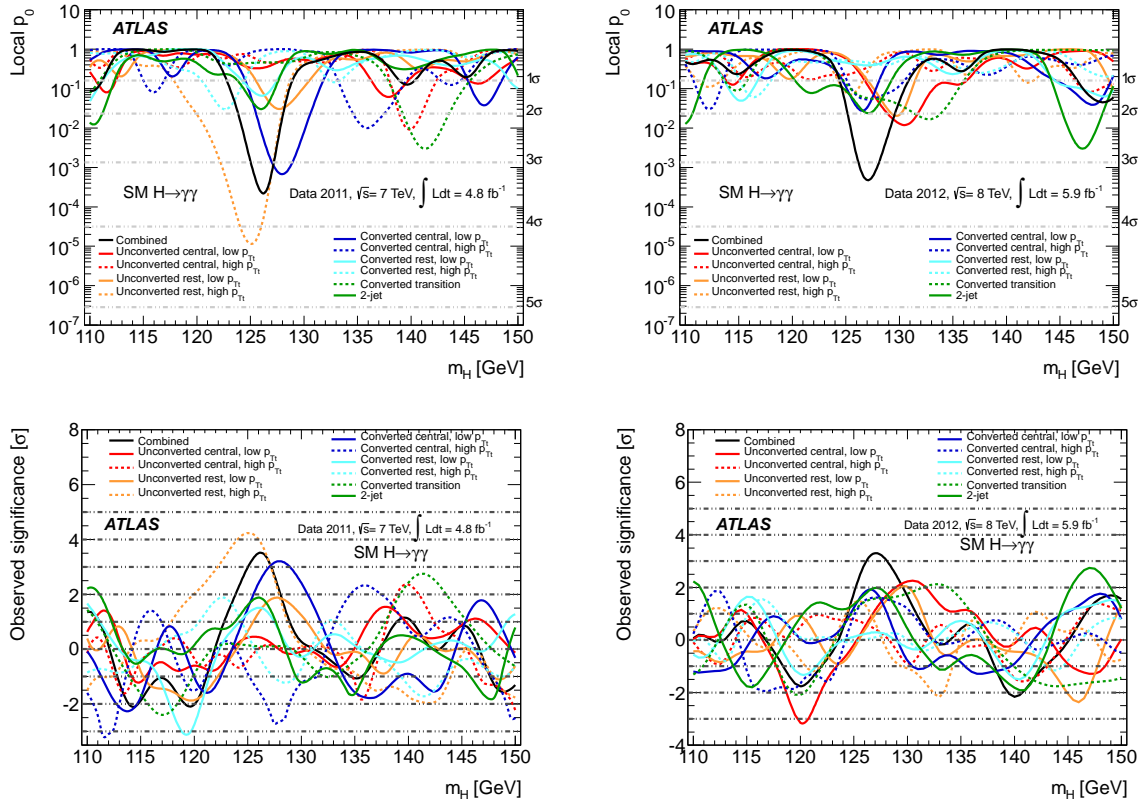 Local p0
ATLAS
1
10-1
10-2
10-3
10-4
10-5
10-6
10-7
1σ
2σ
3σ
4σ
5σ
SM H→γγ
Data 2011, √s= 7 TeV, ∫ Ldt = 4.8 fb-1
Combined
Unconverted central, low pTt
Unconverted central, high pTt
Unconverted rest, low pTt
Unconverted rest, high pTt
Converted central, low pTt
Converted central, high pTt
Converted rest, low pTt
Converted rest, high pTt
Converted transition
2-jet
110 115 120 125 130 135 140 145 150
mH [GeV]
Local p0
ATLAS
1
10-1
10-2
10-3
10-4
10-5
10-6
10-7
1σ
2σ
3σ
4σ
5σ
SM H→γγ
Data 2012, √s= 8 TeV, ∫ Ldt = 5.9 fb-1
Combined
Unconverted central, low pTt
Unconverted central, high pTt
Unconverted rest, low pTt
Unconverted rest, high pTt
Converted central, low pTt
Converted central, high pTt
Converted rest, low pTt
Converted rest, high pTt
Converted transition
2-jet
110 115 120 125 130 135 140 145 150
mH [GeV]
Observed significance [σ]
8
6
4
2
0
-2
Combined
Unconverted central, low pTt
Unconverted central, high pTt
Unconverted rest, low pTt
Unconverted rest, high pTt
Converted central, low pTt
Converted central, high pTt
Converted rest, low pTt
Converted rest, high pTt
Converted transition
2-jet
ATLAS
Data 2011, √s= 7 TeV, ∫ Ldt = 4.8 fb-1
SM H→γγ
110 115 120 125 130 135 140 145 150
mH [GeV]
Observed significance [σ]
8
6
4
2
0
-2
-4
Combined
Unconverted central, low pTt
Unconverted central, high pTt
Unconverted rest, low pTt
Unconverted rest, high pTt
Converted central, low pTt
Converted central, high pTt
Converted rest, low pTt
Converted rest, high pTt
Converted transition
2-jet
ATLAS
Data 2012, √s= 8 TeV, ∫ Ldt = 5.9 fb-1
SM H→γγ
110 115 120 125 130 135 140 145 150
mH [GeV]